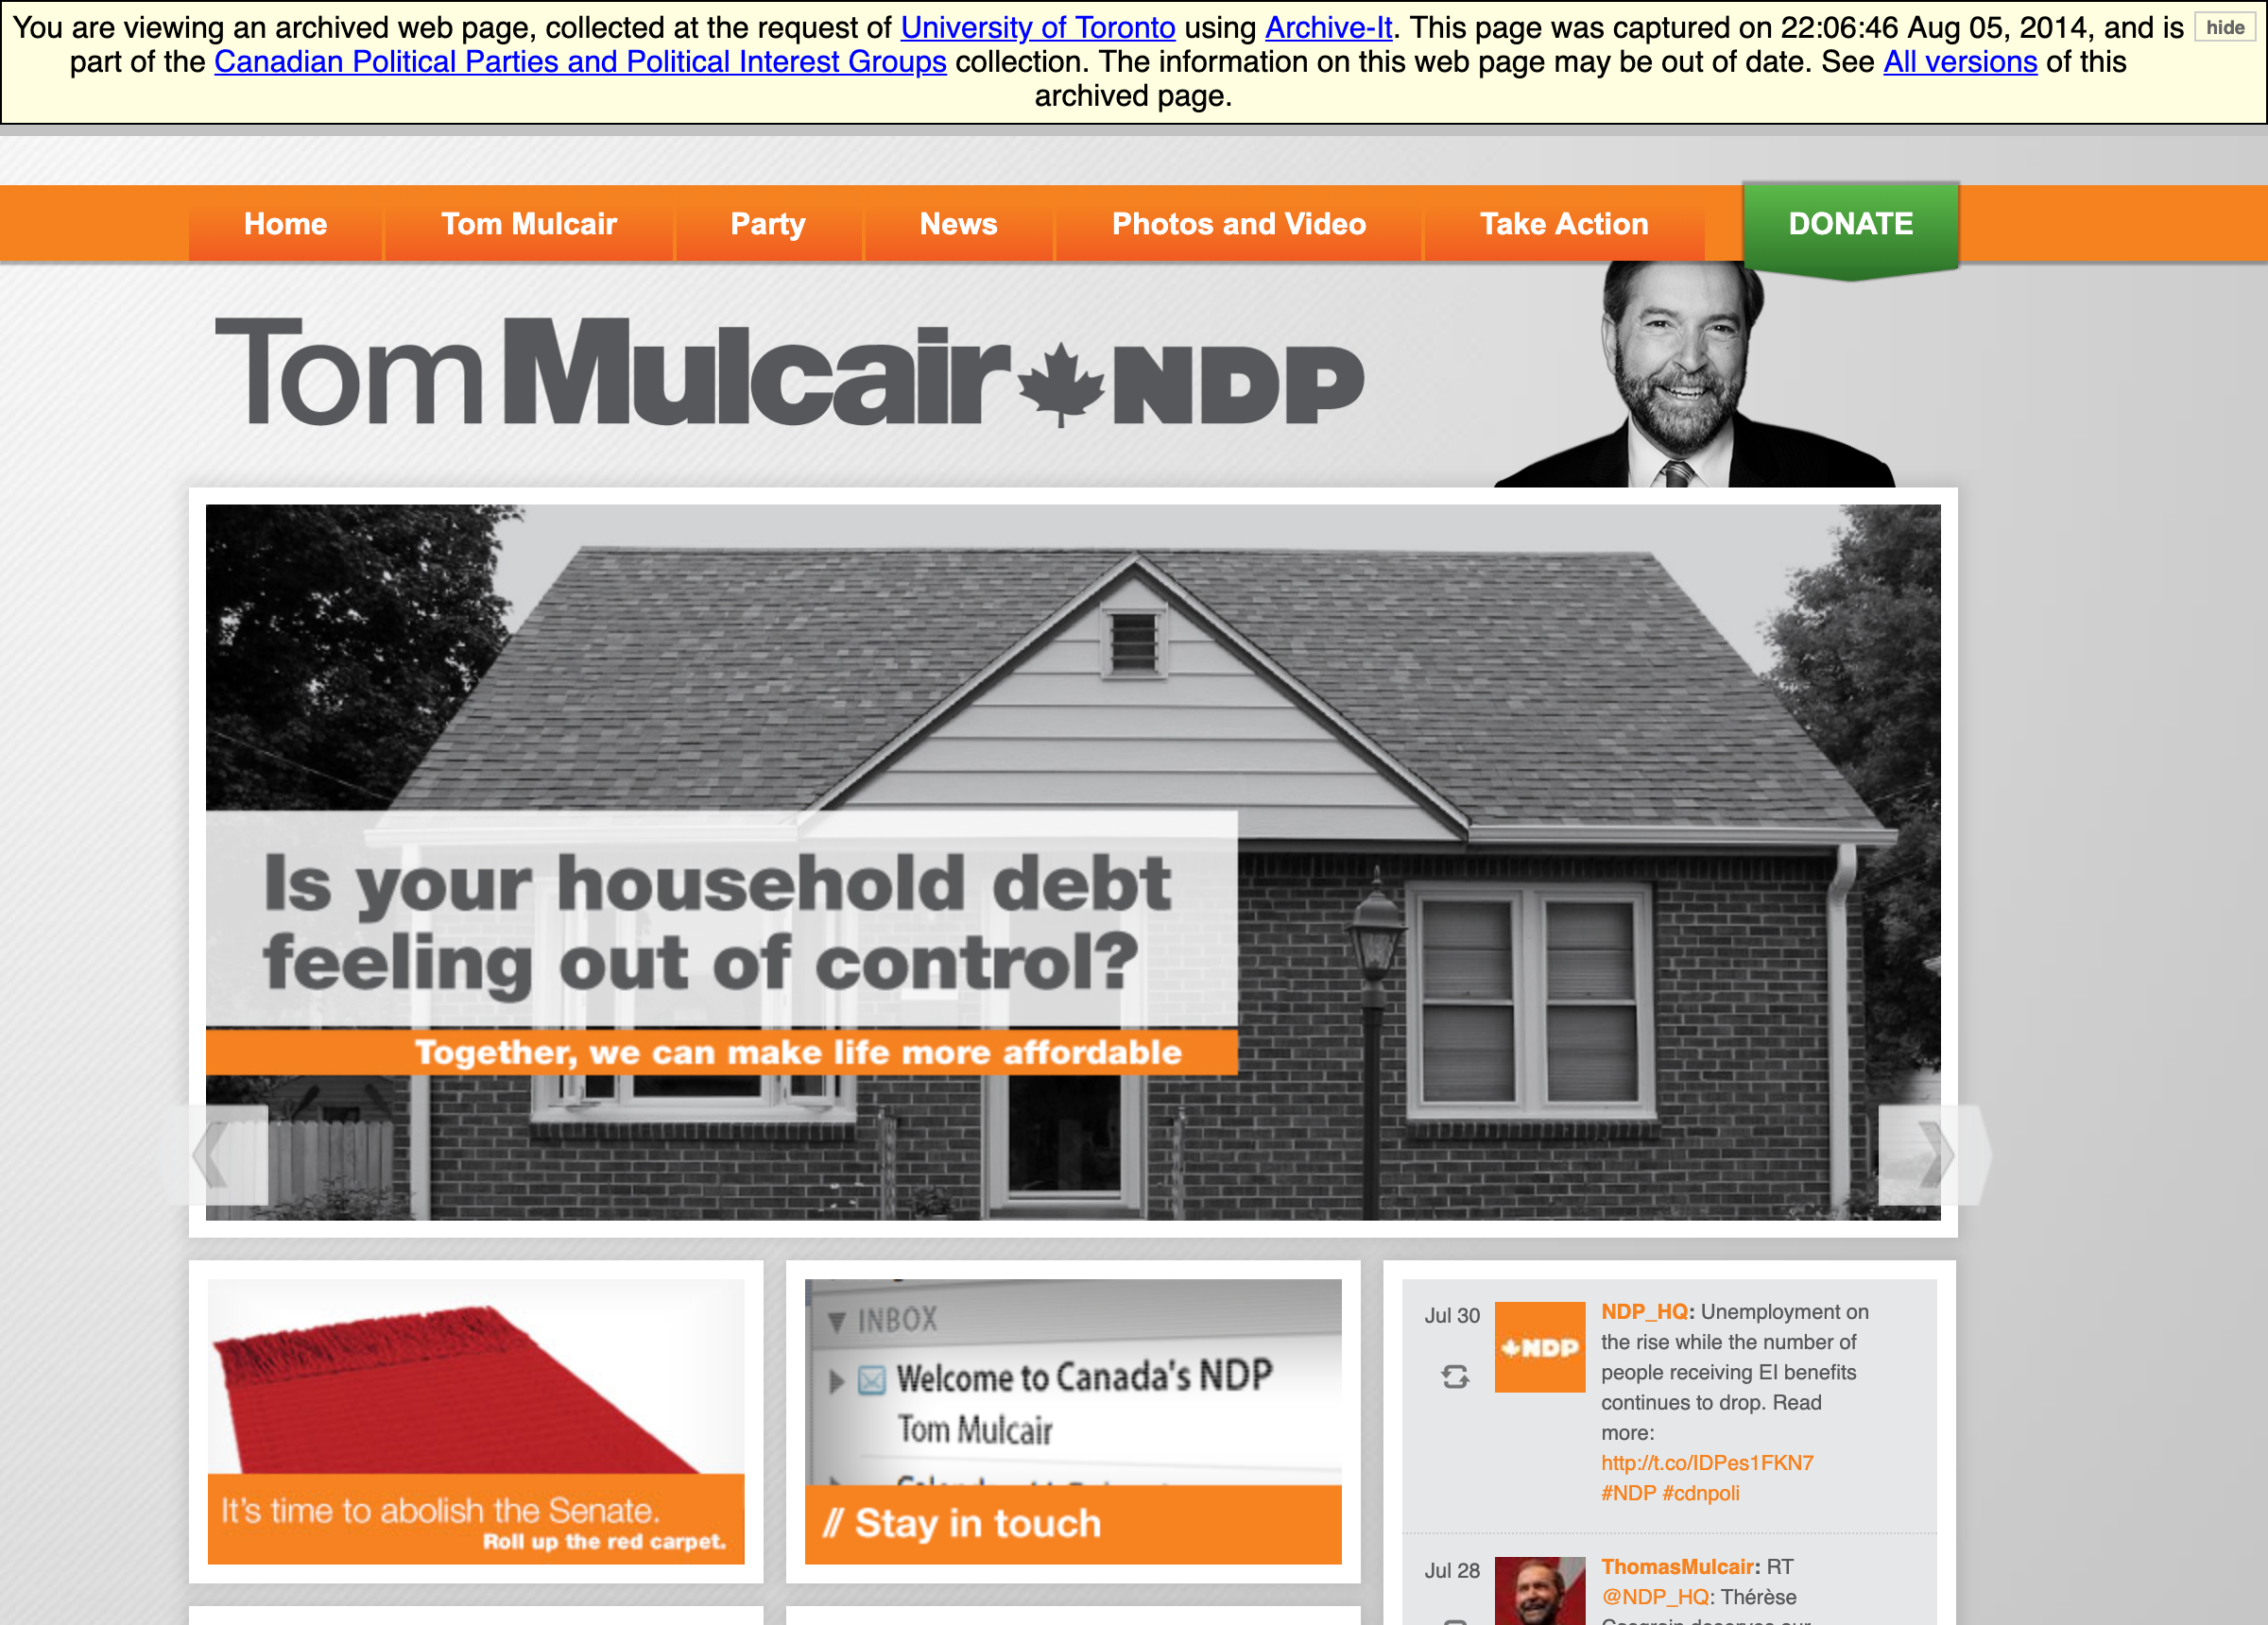 You are viewing an archived web page, collected at the request of University of Toronto using Archive-It. This page was captured on 22:06:46 Aug 05, 2014, and is
hide
part of the Canadian Political Parties and Political Interest Groups collection. The information on this web page may be out of date. See All versions of this
archived page.
Home
Tom Mulcair
Party
News
Photos and Video
Take Action
DONATE
Tom Mulcair NDP
Is your household debt
feeling out of control?
Together, we can make life more affordable
It's time to abolish the Senate.
Roll up the red carpet.
INBOX
Welcome to Canada's NDP
Tom Mulcair
// Stay in touch
Jul 30
NDP
NDP_HQ: Unemployment on
the rise while the number of
people receiving EI benefits
continues to drop. Read
more:
http://t.co/IDPes1FKN7
#NDP #cdnpoli
Jul 28
ThomasMulcair: RT
@NDP_HQ: Thérèse